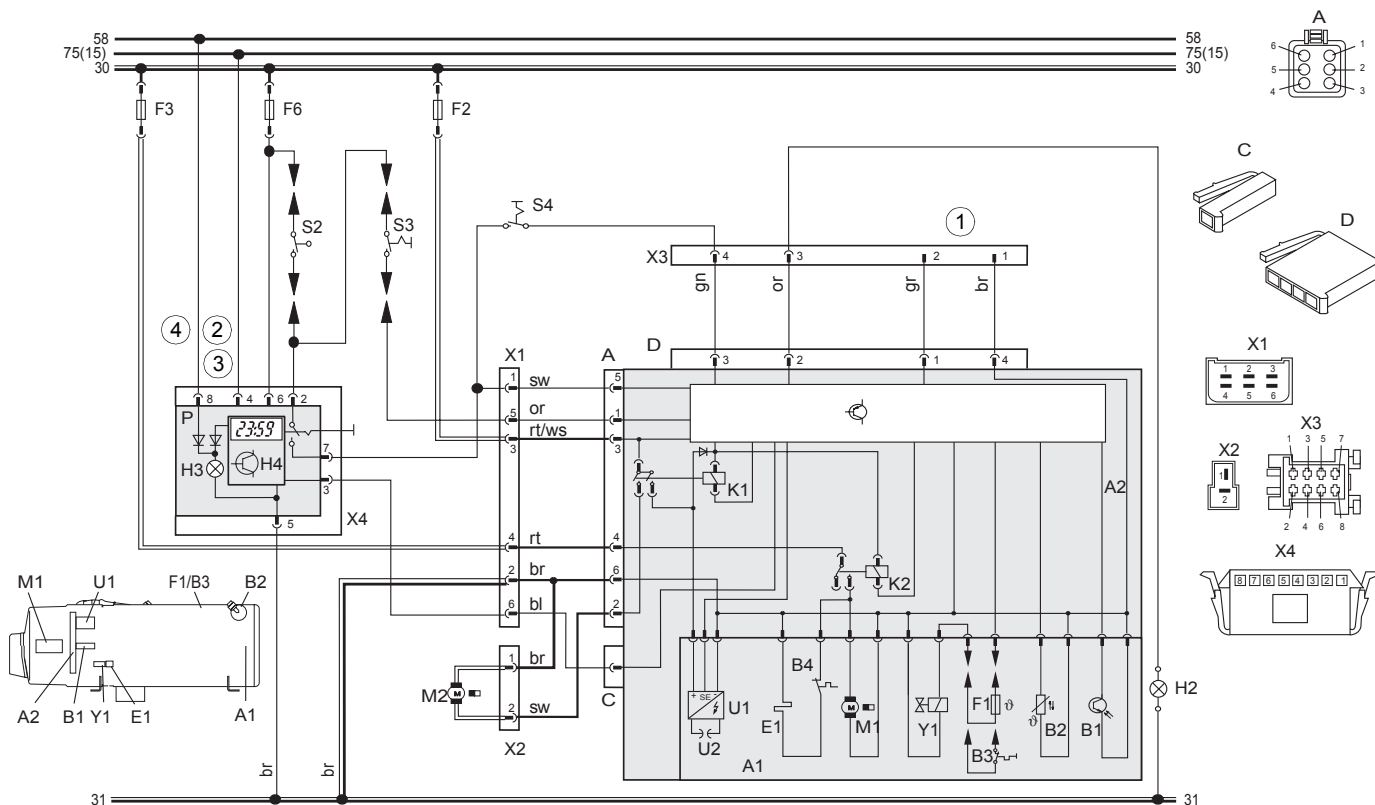 58
58
75(15)
75(15)
30
30
A
6
1
5
2
4
3
F3
F6
F2
C
D
S2
S3
S4
1
X3
4
3
2
1
gn
or
gr
br
4
2
3
X1
A
D
3
2
1
4
X1
1
2
3
4
5
6
P
8
4
6
2
23:59
H3
H4
7
3
5
X4
1
sw
5
5
or
1
rt/ws
3
3
K1
A2
X2
1
2
X3
1
3
5
7
2
4
6
8
4
rt
4
2
br
6
K2
6
bl
2
X4
8
7
6
5
4
3
2
1
M1
U1
F1/B3
B2
A2
B1
Y1
E1
A1
M2
M
1
br
2
sw
X2
C
+
SE
-
U1
U2
E1
B4
M
M1
Y1
F1
ϑ
B3
ϑ
B2
B1
A1
H2
br
br
31
31